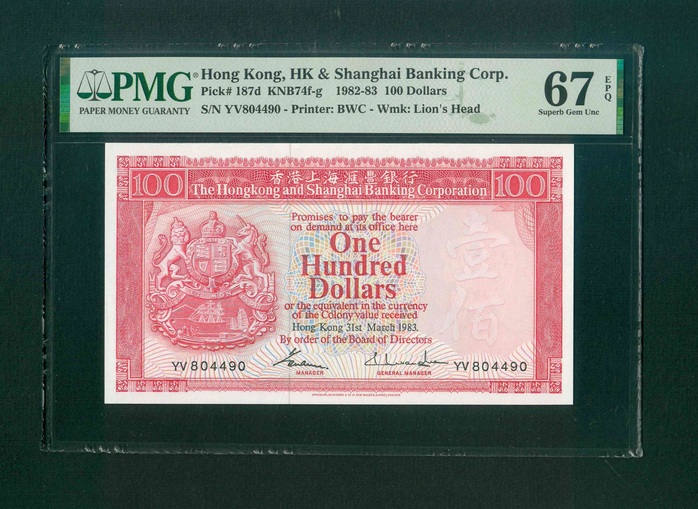 PMG
PAPER MONEY GUARANTY
Hong Kong, HK & Shanghai Banking Corp.
Pick# 187d KNB74f-g 1982-83 100 Dollars
S/N YV804490 - Printer: BWC - Wmk: Lion's Head
67
EPQ
Superb Gem Unc
香港上海滙豐銀行
100
The Hongkong and Shanghai Banking Corporation
100
Promises to pay the bearer
on demand at its office here
One
Hundred
Dollars
or the equivalent in the currency
of the Colony value received
Hong Kong 31st March 1983.
By order of the Board of Directors
壹
佰
YV804490
MANAGER
GENERAL MANAGER
YV804490